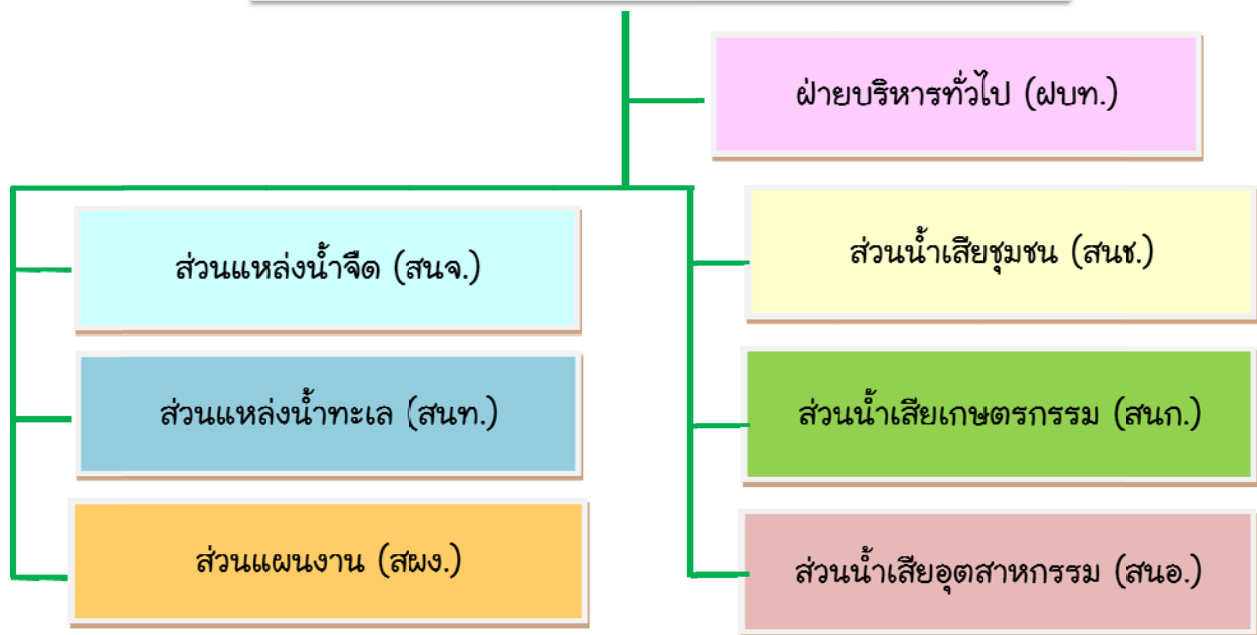 ฝ่ายบริหารทั่วไป (ฝบท.)
ส่วนแหล่งน้ำจืด (สนจ.)
ส่วนน้ำเสียชุมชน (สนช.)
ส่วนแหล่งน้ำทะเล (สนท.)
ส่วนน้ำเสียเกษตรกรรม (สนก.)
ส่วนแผนงาน (สผง.)
ส่วนน้ำเสียอุตสาหกรรม (สนอ.)